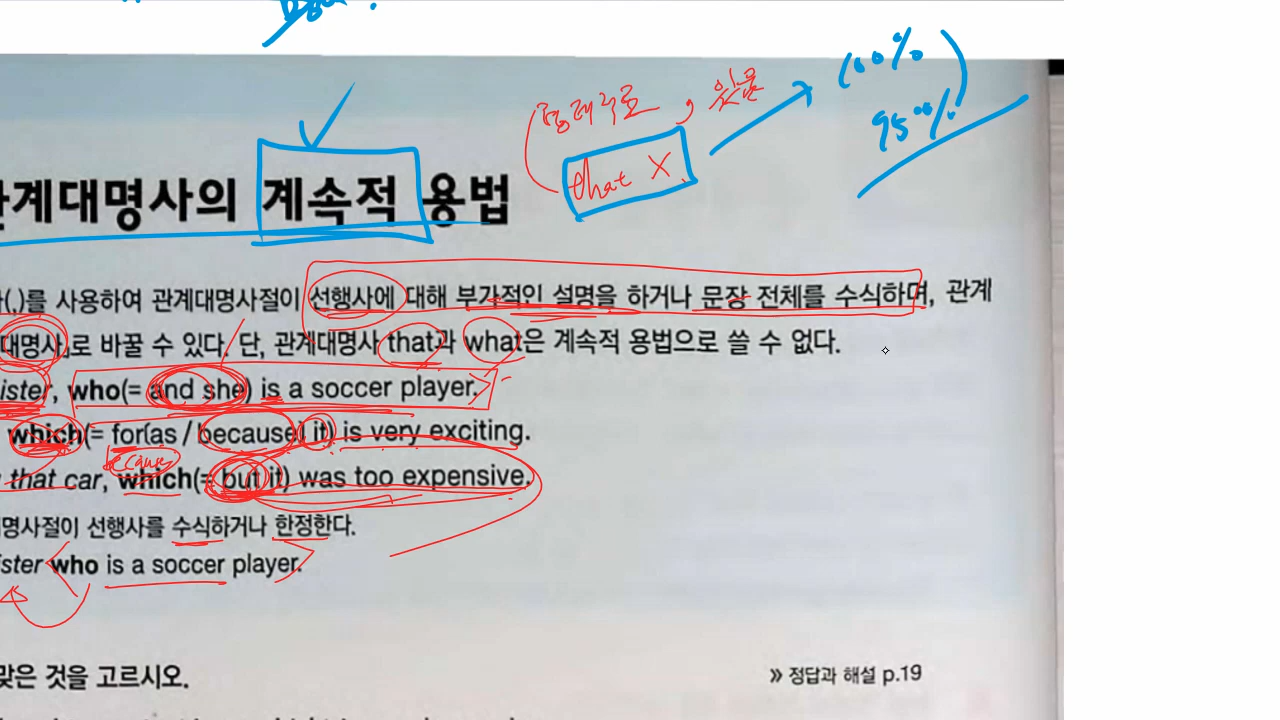 100%
95%
형태주로 , 있을
that X
관계대명사의 계속적 용법
(,)를 사용하여 관계대명사절이 선행사에 대해 부가적인 설명을 하거나 문장 전체를 수식하며, 관계
대명사」로 바꿀 수 있다. 단, 관계대명사 that과 what은 계속적 용법으로 쓸 수 없다.
ister, who(= and she) is a soccer player.
which(= for(as / because) it) is very exciting.
that car, which(= but it) was too expensive.
명사절이 선행사를 수식하거나 한정한다.
ister who is a soccer player.
맞은 것을 고르시오.
» 정답과 해설 p.19